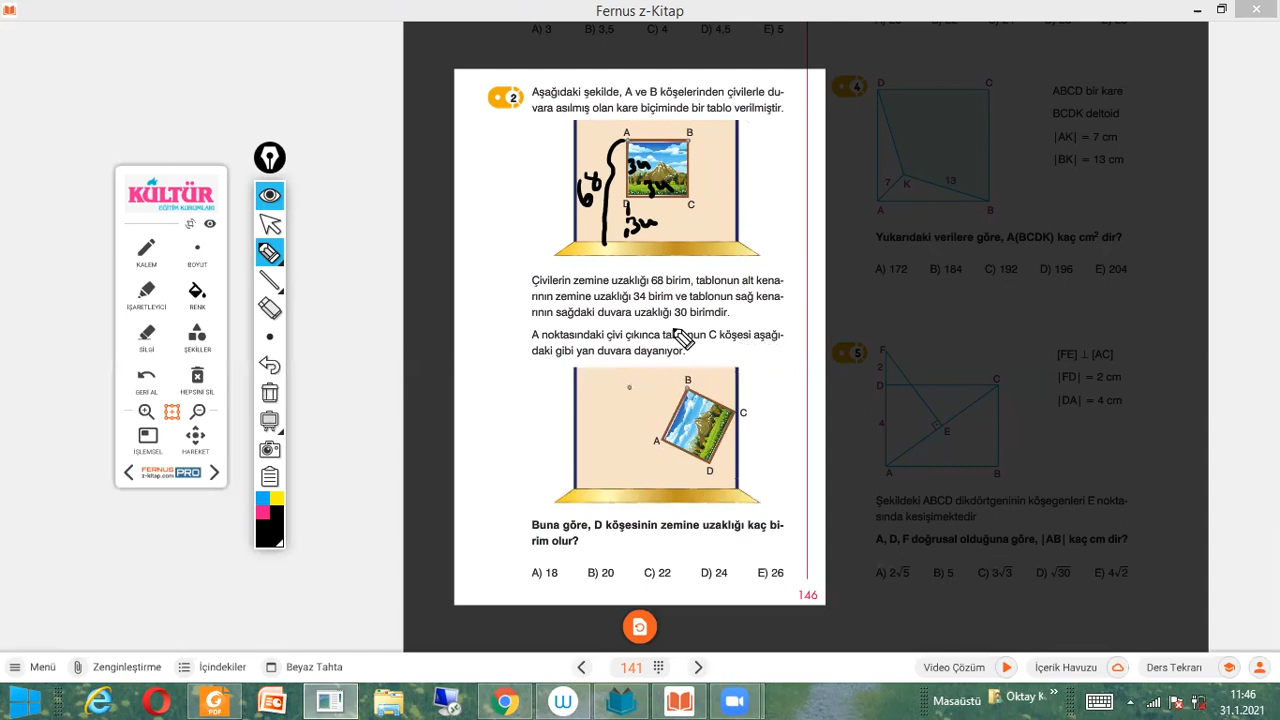 Fernus z-Kitap
A) 3 B) 3,5 C) 4 D) 4,5 E) 5
2
Aşağıdaki şekilde, A ve B köşelerinden çivilerle du-
vara asılmış olan kare biçiminde bir tablo verilmiştir.
A B
34
68
34
D C
34
Çivilerin zemine uzaklığı 68 birim, tablonun alt kena-
rının zemine uzaklığı 34 birim ve tablonun sağ kena-
rının sağdaki duvara uzaklığı 30 birimdir.
A noktasındaki çivi çıkınca tablonun C köşesi aşağı-
daki gibi yan duvara dayanıyor.
B
C
A
D
Buna göre, D köşesinin zemine uzaklığı kaç bi-
rim olur?
A) 18 B) 20 C) 22 D) 24 E) 26
146
4
D C
ABCD bir kare
BCDK deltoid
|AK| = 7 cm
|BK| = 13 cm
7 K 13
A B
Yukarıdaki verilere göre, A(BCDK) kaç cm² dir?
A) 172 B) 184 C) 192 D) 196 E) 204
5
F
2
D C
4
E
A B
[FE] ⊥ [AC]
|FD| = 2 cm
|DA| = 4 cm
Şekildeki ABCD dikdörtgeninin köşegenleri E nokta-
sında kesişimektedir
A, D, F doğrusal olduğuna göre, |AB| kaç cm dir?
A) 2√5 B) 5 C) 3√3 D) √30 E) 4√2
KÜLTÜR
EĞİTİM KURUMLARI
KALEM BOYUT
İŞARETLEYİCİ RENK
SİLGİ ŞEKİLLER
GERİ AL HEPSİNİ SİL
İŞLEMSEL HAREKET
FERNUS
z-kitap.com PRO
Menü Zenginleştirme İçindekiler Beyaz Tahta 141 Video Çözüm İçerik Havuzu Ders Tekrarı
PDF
Masaüstü Oktay K
11:46
31.1.2021